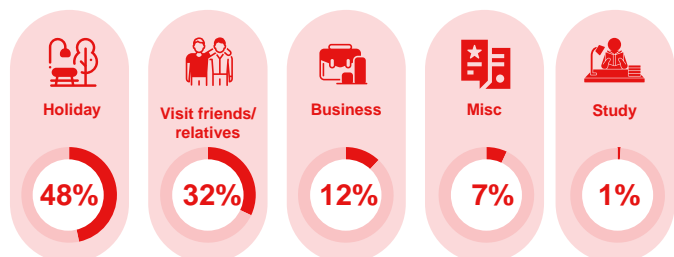 Holiday
48%
Visit friends/
relatives
32%
Business
12%
Misc
7%
Study
1%